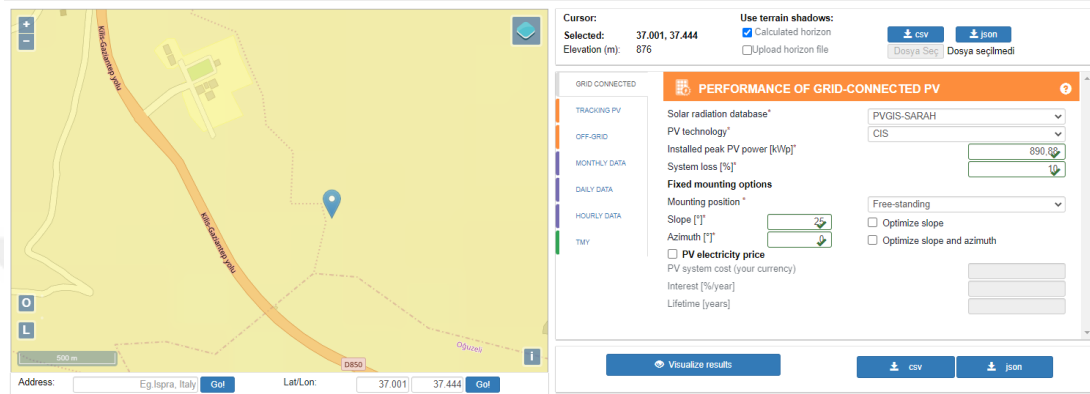 +
−
Kilis-Gaziantep yolu
Kilis-Gaziantep yolu
O
L
500 m
D850
Oğuzeli
i
Address:
Eg.Ispra, Italy
Go!
Lat/Lon:
37.001
37.444
Go!
Cursor:
Use terrain shadows:
Selected: 37.001, 37.444
Calculated horizon
csv
json
Elevation (m): 876
Upload horizon file
Dosya Seç
Dosya seçilmedi
GRID CONNECTED
TRACKING PV
OFF-GRID
MONTHLY DATA
DAILY DATA
HOURLY DATA
TMY
PERFORMANCE OF GRID-CONNECTED PV
?
Solar radiation database*
PVGIS-SARAH
PV technology*
CIS
Installed peak PV power [kWp]*
890,88
System loss [%]*
10
Fixed mounting options
Mounting position *
Free-standing
Slope [°]*
25
Optimize slope
Azimuth [°]*
0
Optimize slope and azimuth
PV electricity price
PV system cost (your currency)
Interest [%/year]
Lifetime [years]
Visualize results
csv
json